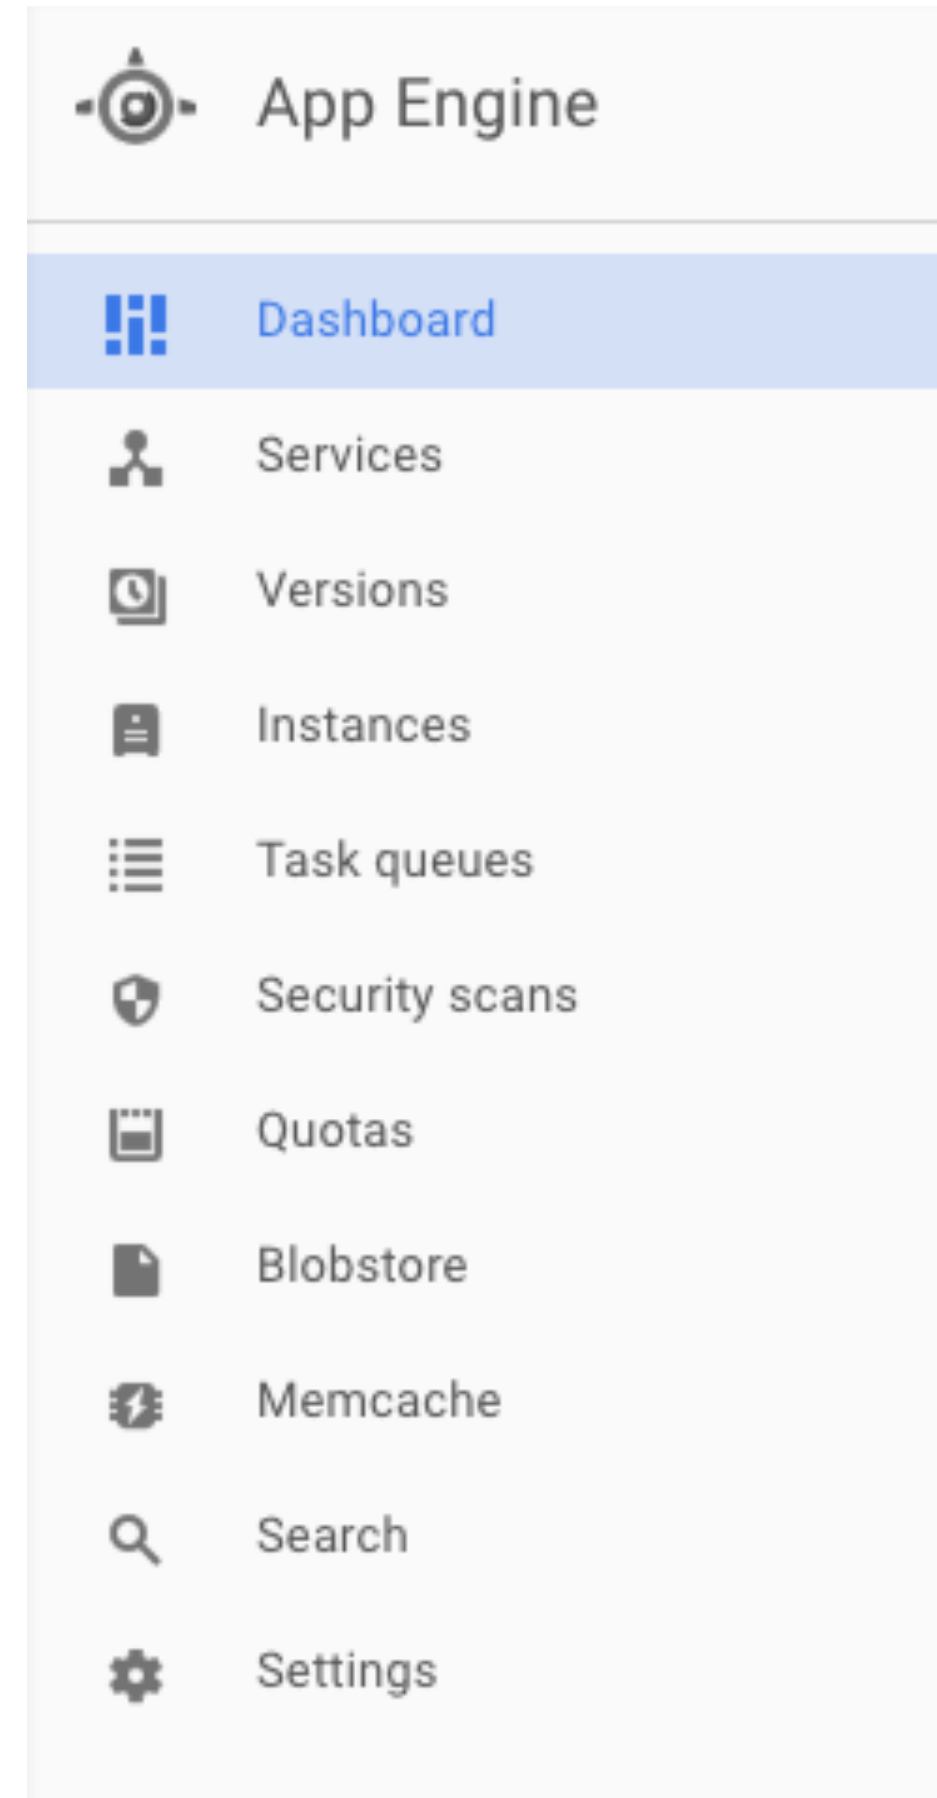 App Engine
Dashboard
Services
Versions
Instances
Task queues
Security scans
Quotas
Blobstore
Memcache
Search
Settings